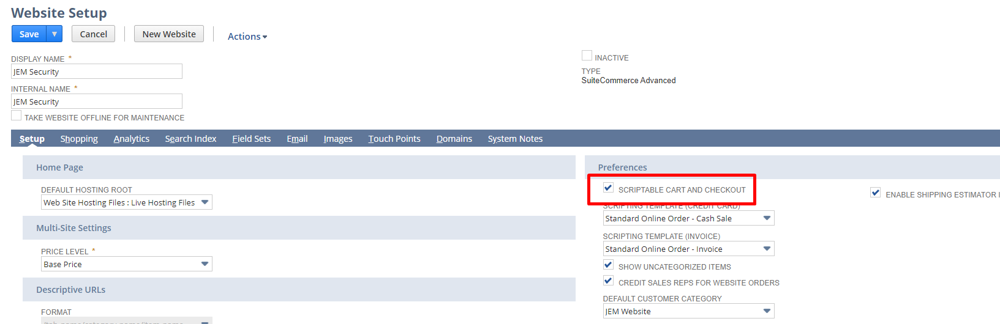 Website Setup
Save
Cancel
New Website
Actions
DISPLAY NAME *
JEM Security
INTERNAL NAME *
JEM Security
TAKE WEBSITE OFFLINE FOR MAINTENANCE
INACTIVE
TYPE
SuiteCommerce Advanced
Setup Shopping Analytics Search Index Field Sets Email Images Touch Points Domains System Notes
Home Page
DEFAULT HOSTING ROOT
Web Site Hosting Files : Live Hosting Files
Multi-Site Settings
PRICE LEVEL *
Base Price
Descriptive URLs
FORMAT
Preferences
SCRIPTABLE CART AND CHECKOUT
SCRIPTING TEMPLATE (CREDIT CARD)
Standard Online Order - Cash Sale
SCRIPTING TEMPLATE (INVOICE)
Standard Online Order - Invoice
SHOW UNCATEGORIZED ITEMS
CREDIT SALES REPS FOR WEBSITE ORDERS
DEFAULT CUSTOMER CATEGORY
JEM Website
ENABLE SHIPPING ESTIMATOR